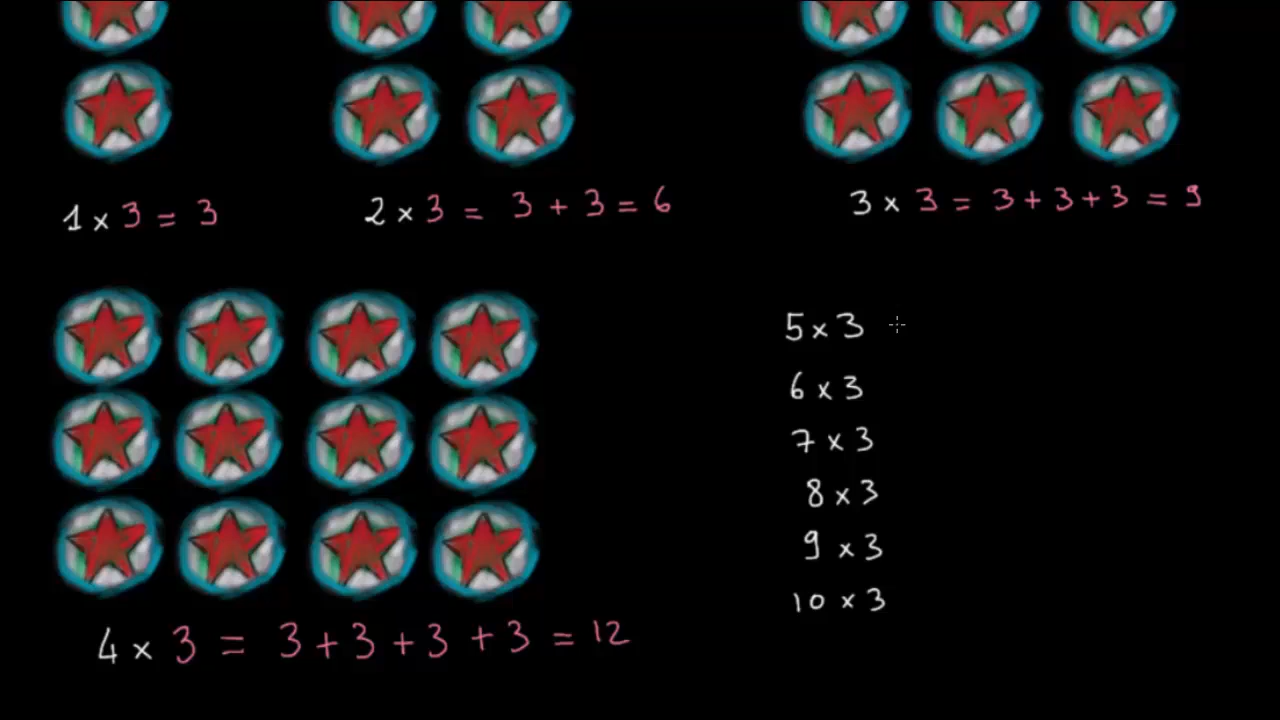 1 × 3 = 3
2 × 3 = 3 + 3 = 6
3 × 3 = 3 + 3 + 3 = 9
5 × 3
6 × 3
7 × 3
8 × 3
9 × 3
10 × 3
4 × 3 = 3 + 3 + 3 + 3 = 12